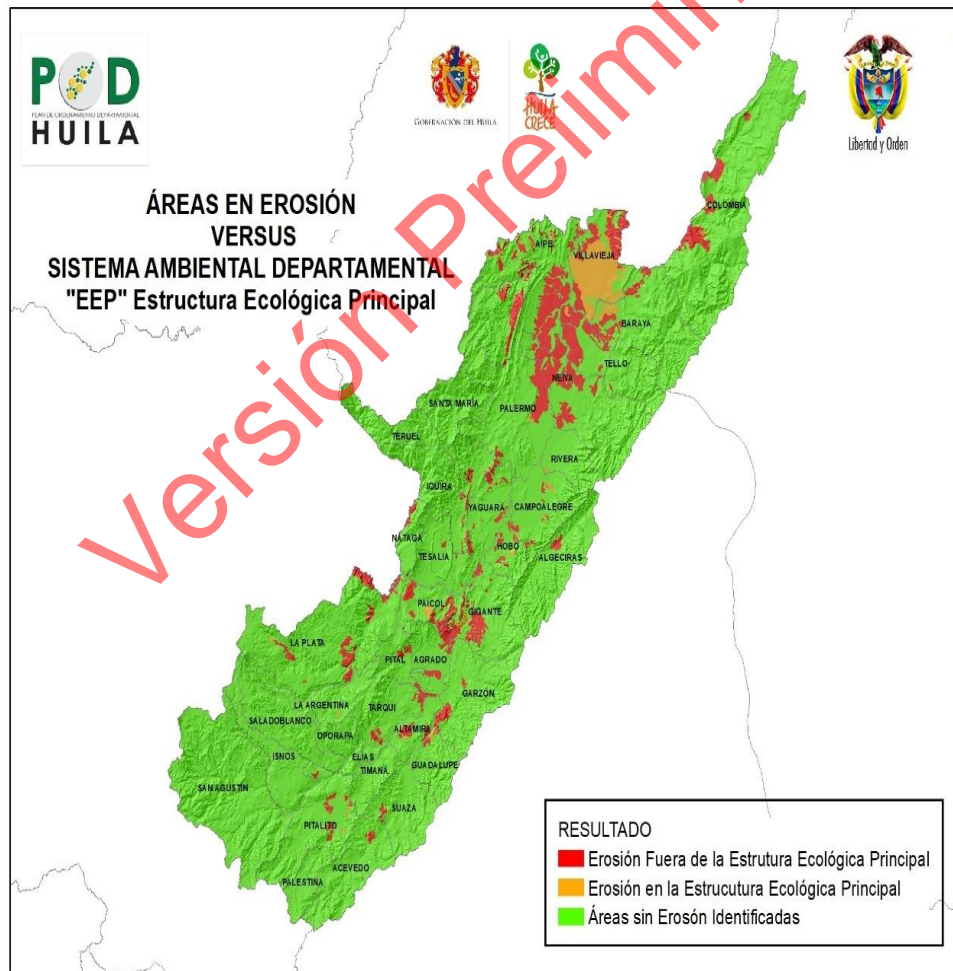 POD
PLAN DE ORDENAMIENTO DEPARTAMENTAL
HUILA
GOBERNACIÓN DEL HUILA
HUILA
CRECE
Libertad y Orden
ÁREAS EN EROSIÓN
VERSUS
SISTEMA AMBIENTAL DEPARTAMENTAL
"EEP" Estructura Ecológica Principal
Versión Prelimin
COLOMBIA
AIPE
VILLAVIEJA
BARAYA
TELLO
NEIVA
SANTA MARÍA
PALERMO
TERUEL
RIVERA
IQUIRA
YAGUARÁ
CAMPOALEGRE
NÁTAGA
TESALIA
HOBO
ALGECIRAS
PAICOL
GIGANTE
LA PLATA
PITAL
AGRADO
GARZÓN
LA ARGENTINA
TARQUI
SALADOBLANCO
OPORAPA
ALTAMIRA
ISNOS
ELIAS
TIMANÁ
GUADALUPE
SAN AGUSTÍN
SUAZA
PITALITO
ACEVEDO
PALESTINA
RESULTADO
Erosión Fuera de la Estrutura Ecológica Principal
Erosión en la Estrucutura Ecológica Principal
Áreas sin Erosón Identificadas